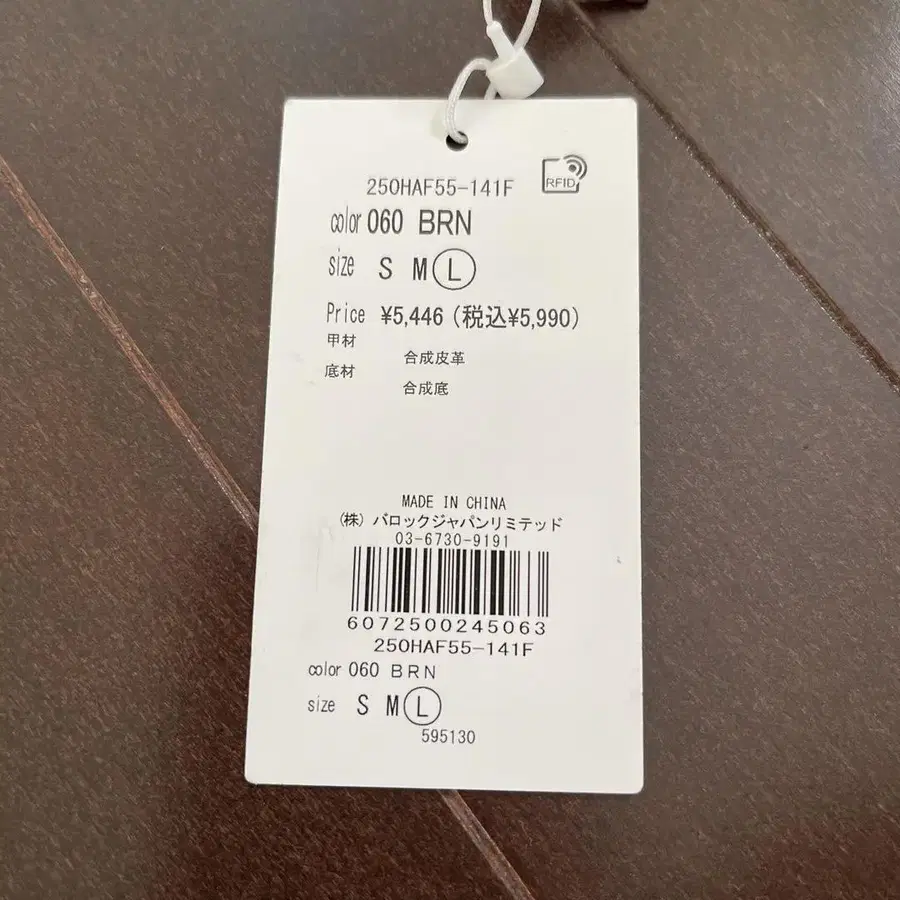 RFID
250HAF55-141F
color 060 BRN
size S M L
Price ¥5,446 (税込¥5,990)
甲材
合成皮革
底材
合成底
MADE IN CHINA
(株) バロックジャパンリミテッド
03-6730-9191
6072500245063
250HAF55-141F
color 060 BRN
size S M L
595130